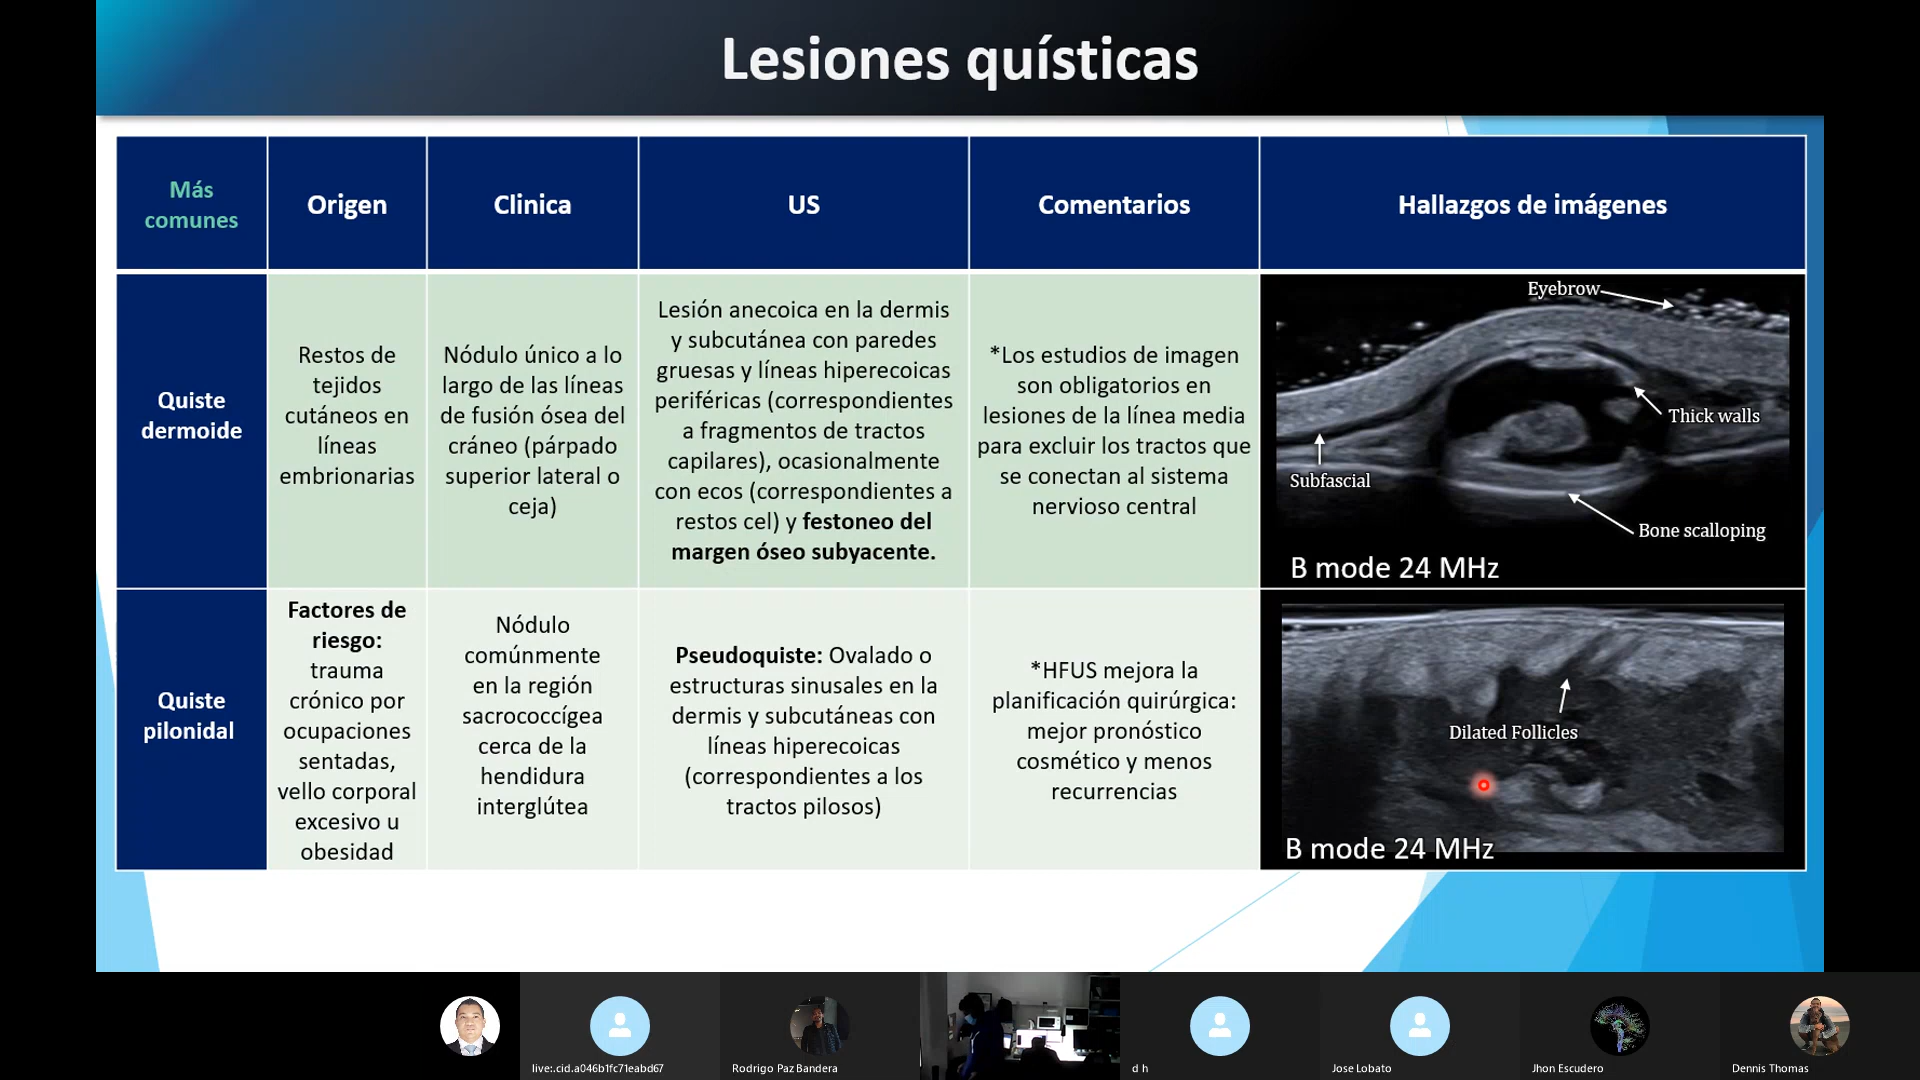 Lesiones quísticas
Más
comunes
Origen
Clinica
US
Comentarios
Hallazgos de imágenes
Quiste
dermoide
Restos de
tejidos
cutáneos en
líneas
embrionarias
Nódulo único a lo
largo de las líneas
de fusión ósea del
cráneo (párpado
superior lateral o
ceja)
Lesión anecoica en la dermis
y subcutánea con paredes
gruesas y líneas hiperecoicas
periféricas (correspondientes
a fragmentos de tractos
capilares), ocasionalmente
con ecos (correspondientes a
restos cel) y festoneo del
margen óseo subyacente.
*Los estudios de imagen
son obligatorios en
lesiones de la línea media
para excluir los tractos que
se conectan al sistema
nervioso central
Eyebrow
Thick walls
Subfascial
Bone scalloping
B mode 24 MHz
Quiste
pilonidal
Factores de
riesgo:
trauma
crónico por
ocupaciones
sentadas,
vello corporal
excesivo u
obesidad
Nódulo
comúnmente
en la región
sacrococcígea
cerca de la
hendidura
interglútea
Pseudoquiste: Ovalado o
estructuras sinusales en la
dermis y subcutáneas con
líneas hiperecoicas
(correspondientes a los
tractos pilosos)
*HFUS mejora la
planificación quirúrgica:
mejor pronóstico
cosmético y menos
recurrencias
Dilated Follicles
B mode 24 MHz
live:.cid.a046b1fc71eabd67
Rodrigo Paz Bandera
d h
Jose Lobato
Jhon Escudero
Dennis Thomas